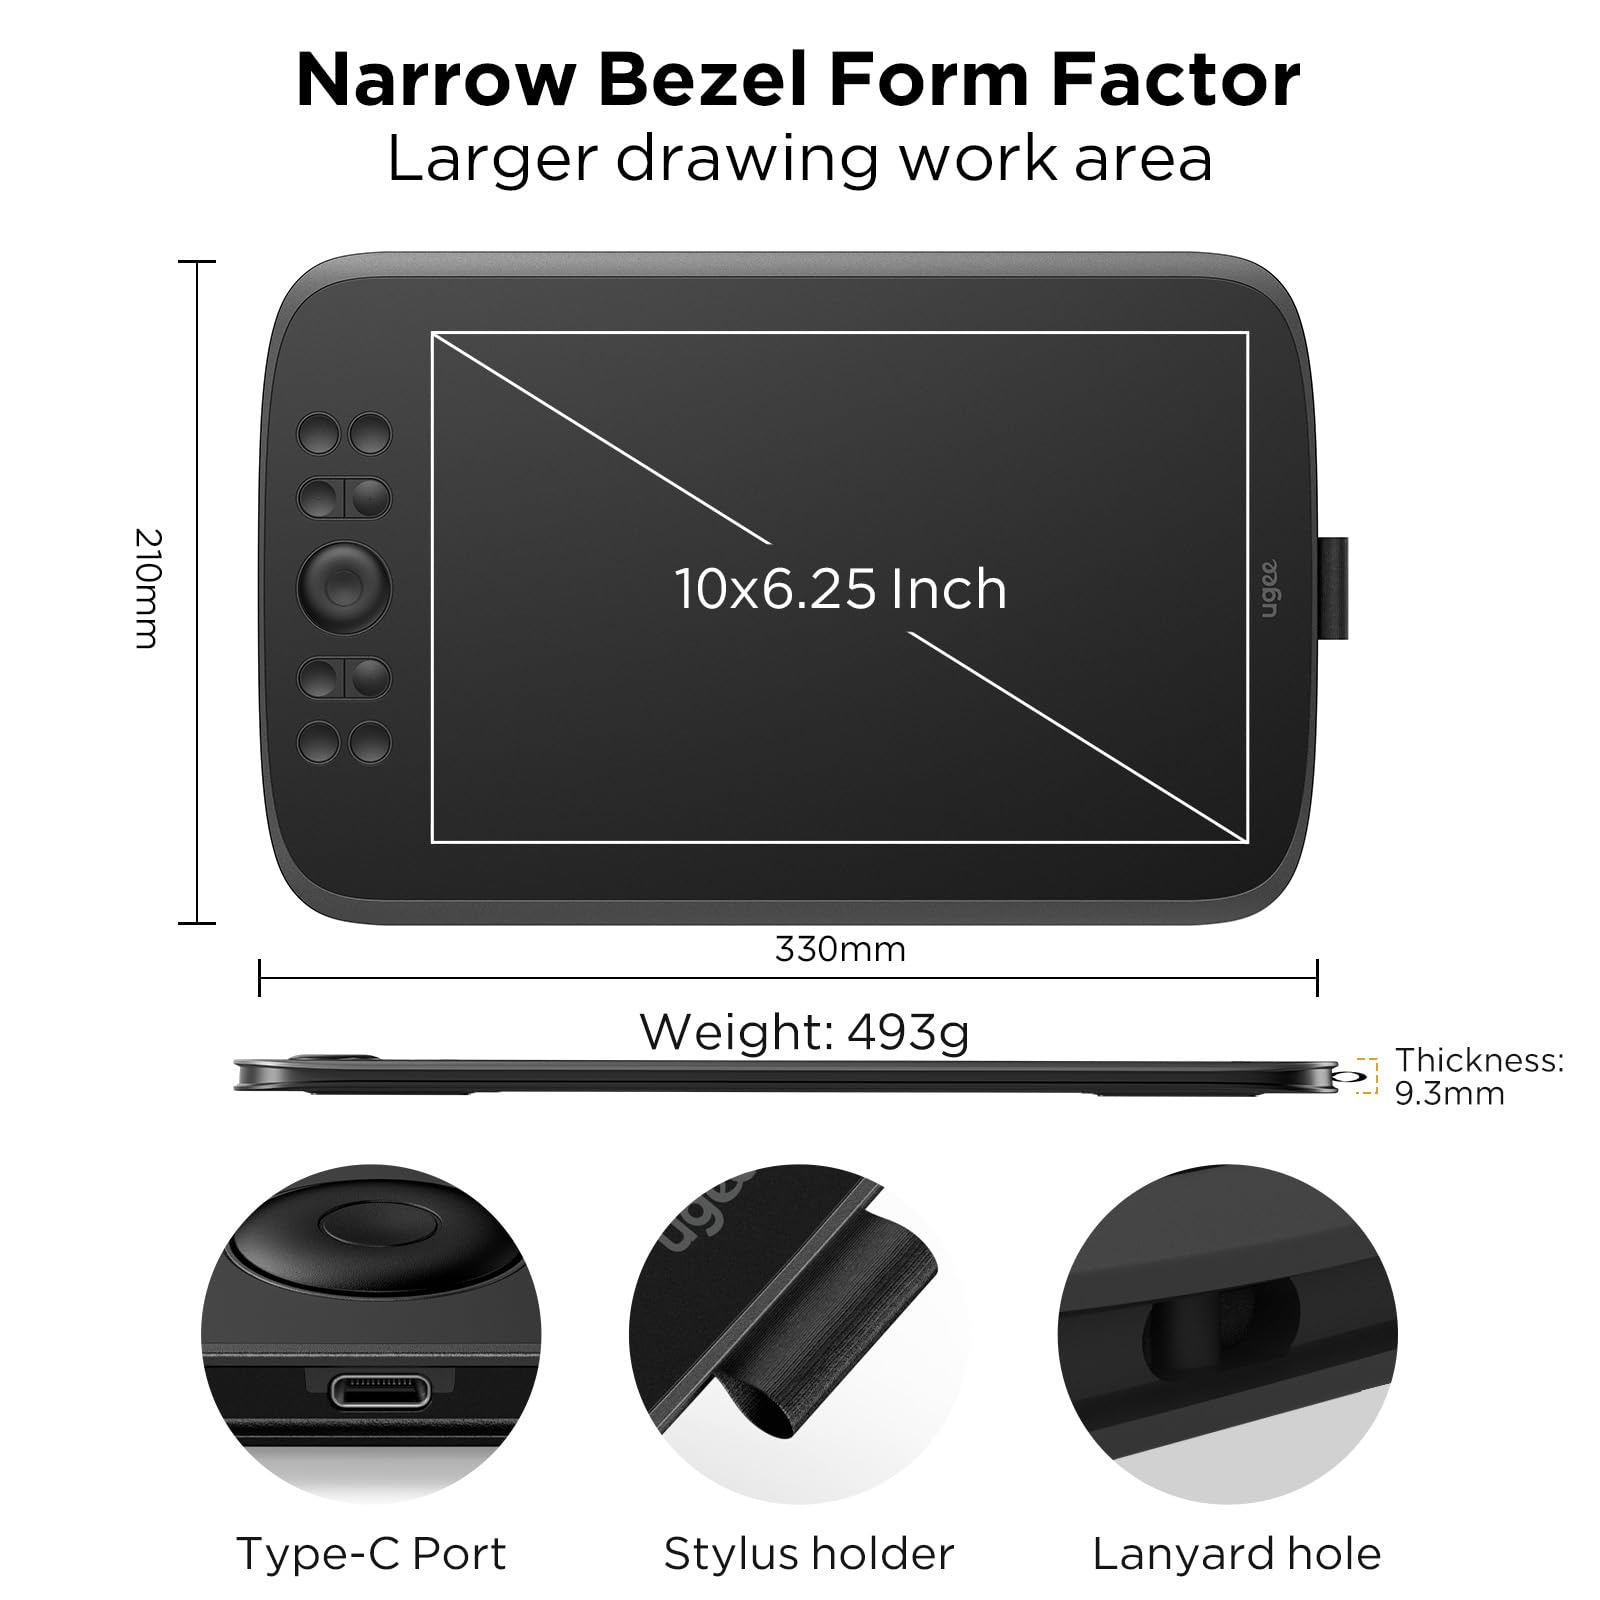 Narrow Bezel Form Factor
Larger drawing work area
210mm
10x6.25 Inch
ugee
330mm
Weight: 493g
Thickness:
9.3mm
ugee
Type-C Port
Stylus holder
Lanyard hole